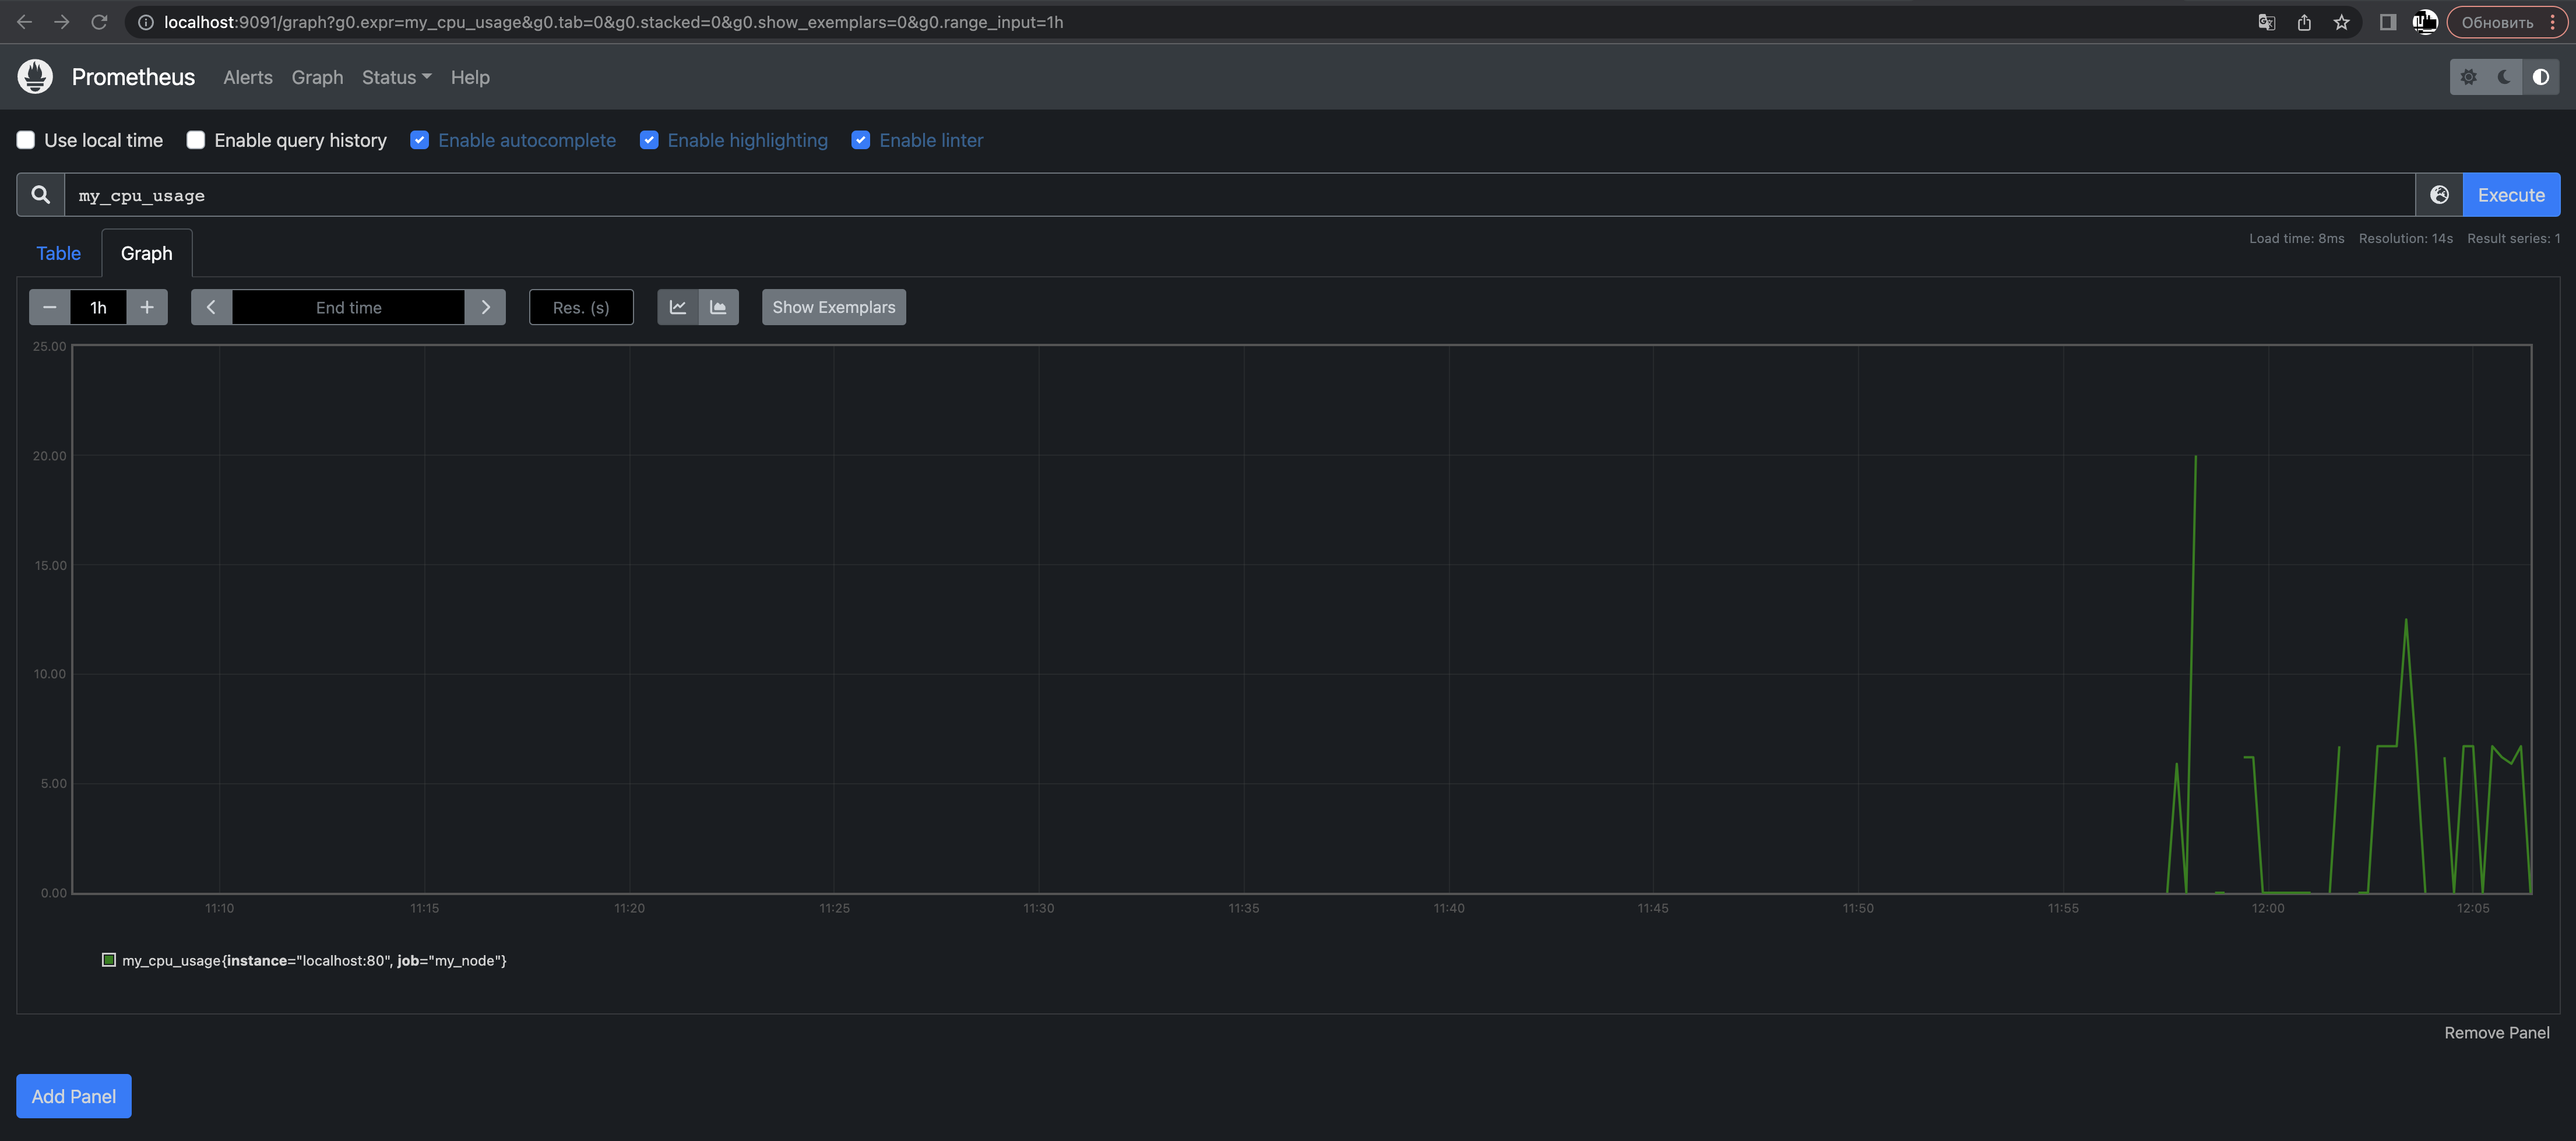 localhost:9091/graph?g0.expr=my_cpu_usage&g0.tab=0&g0.stacked=0&g0.show_exemplars=0&g0.range_input=1h
Обновить
Prometheus Alerts Graph Status Help
Use local time Enable query history Enable autocomplete Enable highlighting Enable linter
my_cpu_usage Execute
Table Graph
Load time: 8ms Resolution: 14s Result series: 1
− 1h + End time Res. (s) Show Exemplars
25.00
20.00
15.00
10.00
5.00
0.00
11:10 11:15 11:20 11:25 11:30 11:35 11:40 11:45 11:50 11:55 12:00 12:05
my_cpu_usage{instance="localhost:80", job="my_node"}
Remove Panel
Add Panel